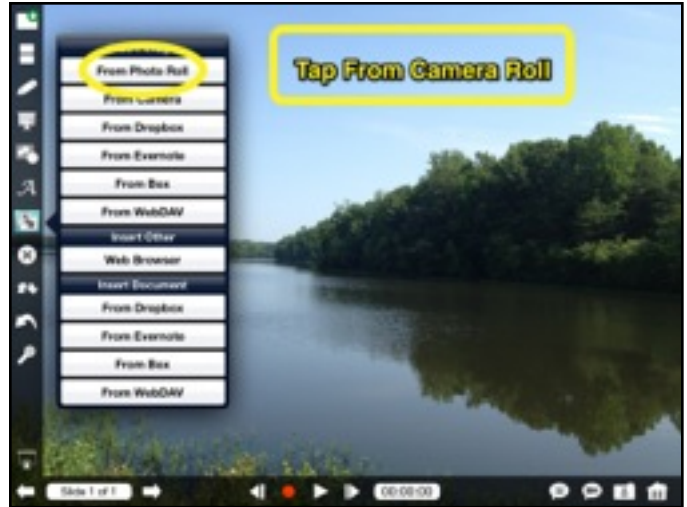 Tap From Camera Roll
From Photo Roll
From Camera
From Dropbox
From Evernote
From Box
From WebDAV
Insert Other
Web Browser
Insert Document
From Dropbox
From Evernote
From Box
From WebDAV
Slide 1 of 1
00:00:00